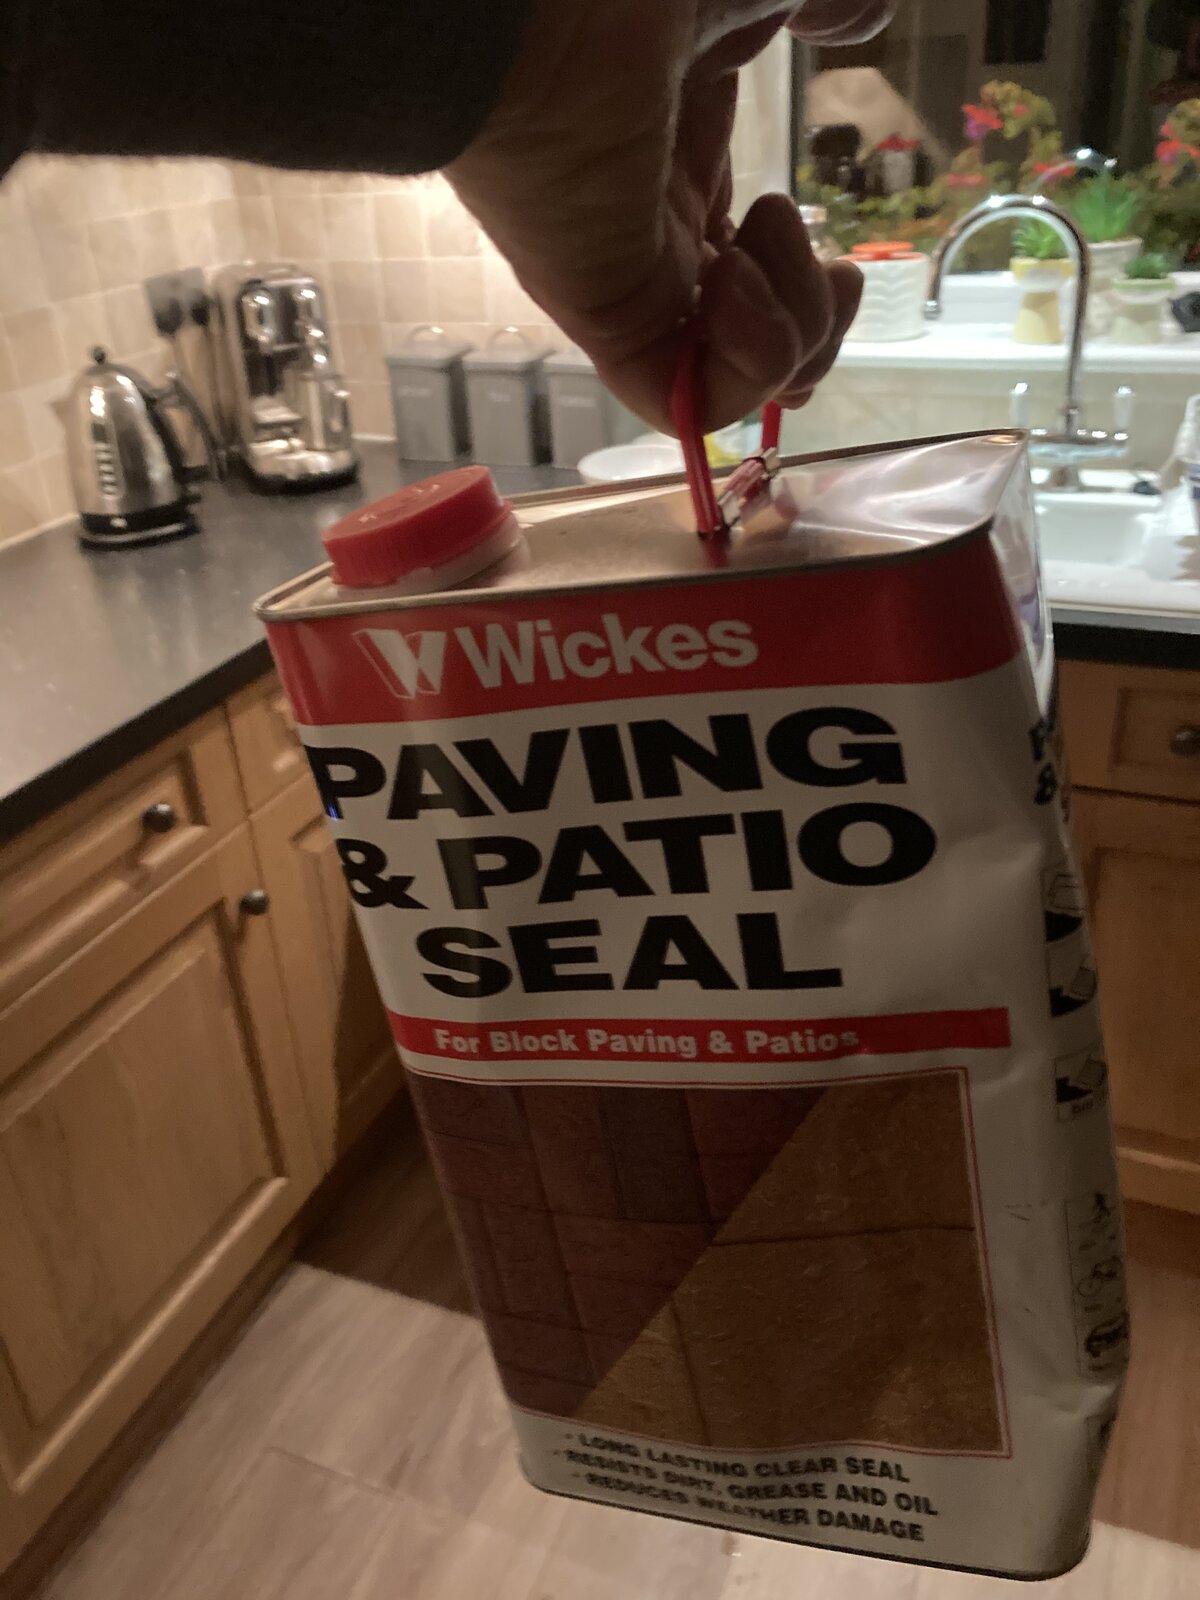 Wickes
PAVING
& PATIO
SEAL
For Block Paving & Patios
- LONG LASTING CLEAR SEAL
- RESISTS DIRT, GREASE AND OIL
- REDUCES WEATHER DAMAGE